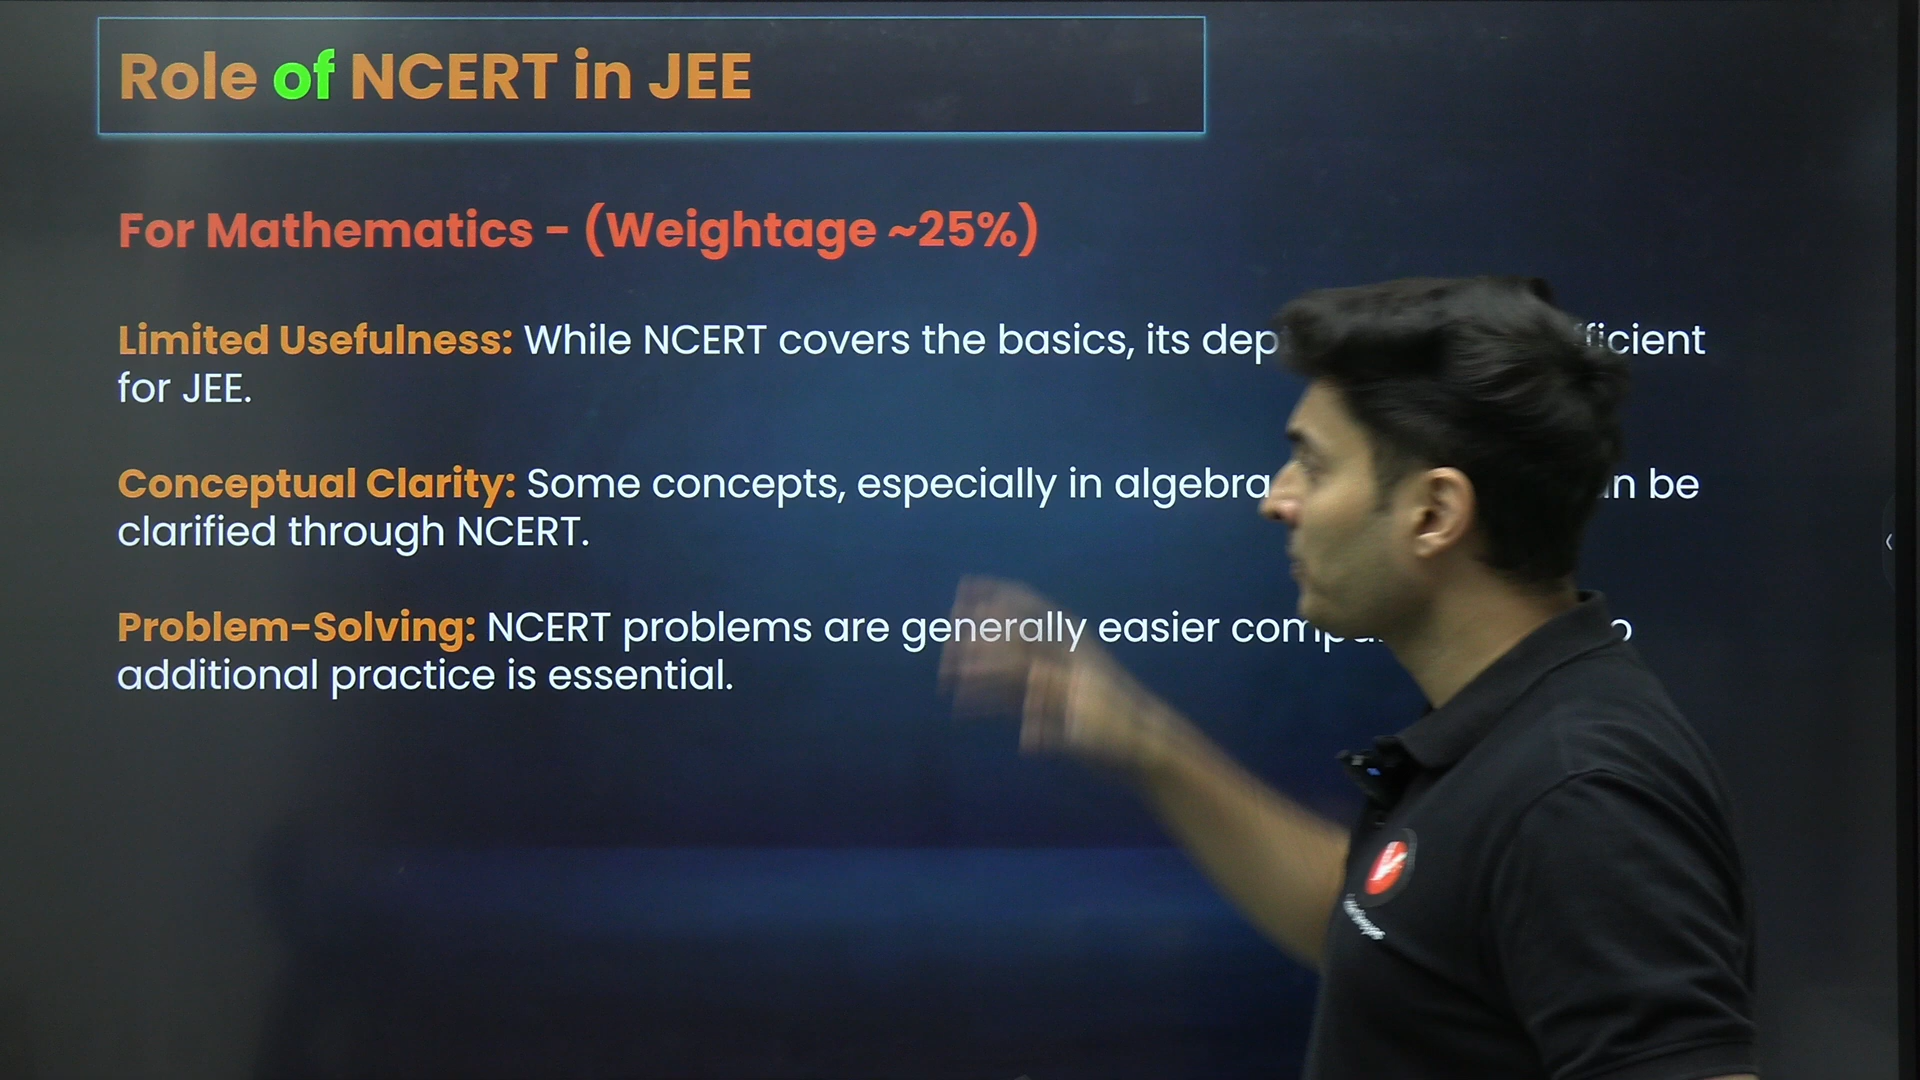 Role of NCERT in JEE
For Mathematics - (Weightage ~25%)
Limited Usefulness: While NCERT covers the basics, its
for JEE.
Conceptual Clarity: Some concepts, especially in algebra be
clarified through NCERT.
Problem-Solving: NCERT problems are generally easier
additional practice is essential.